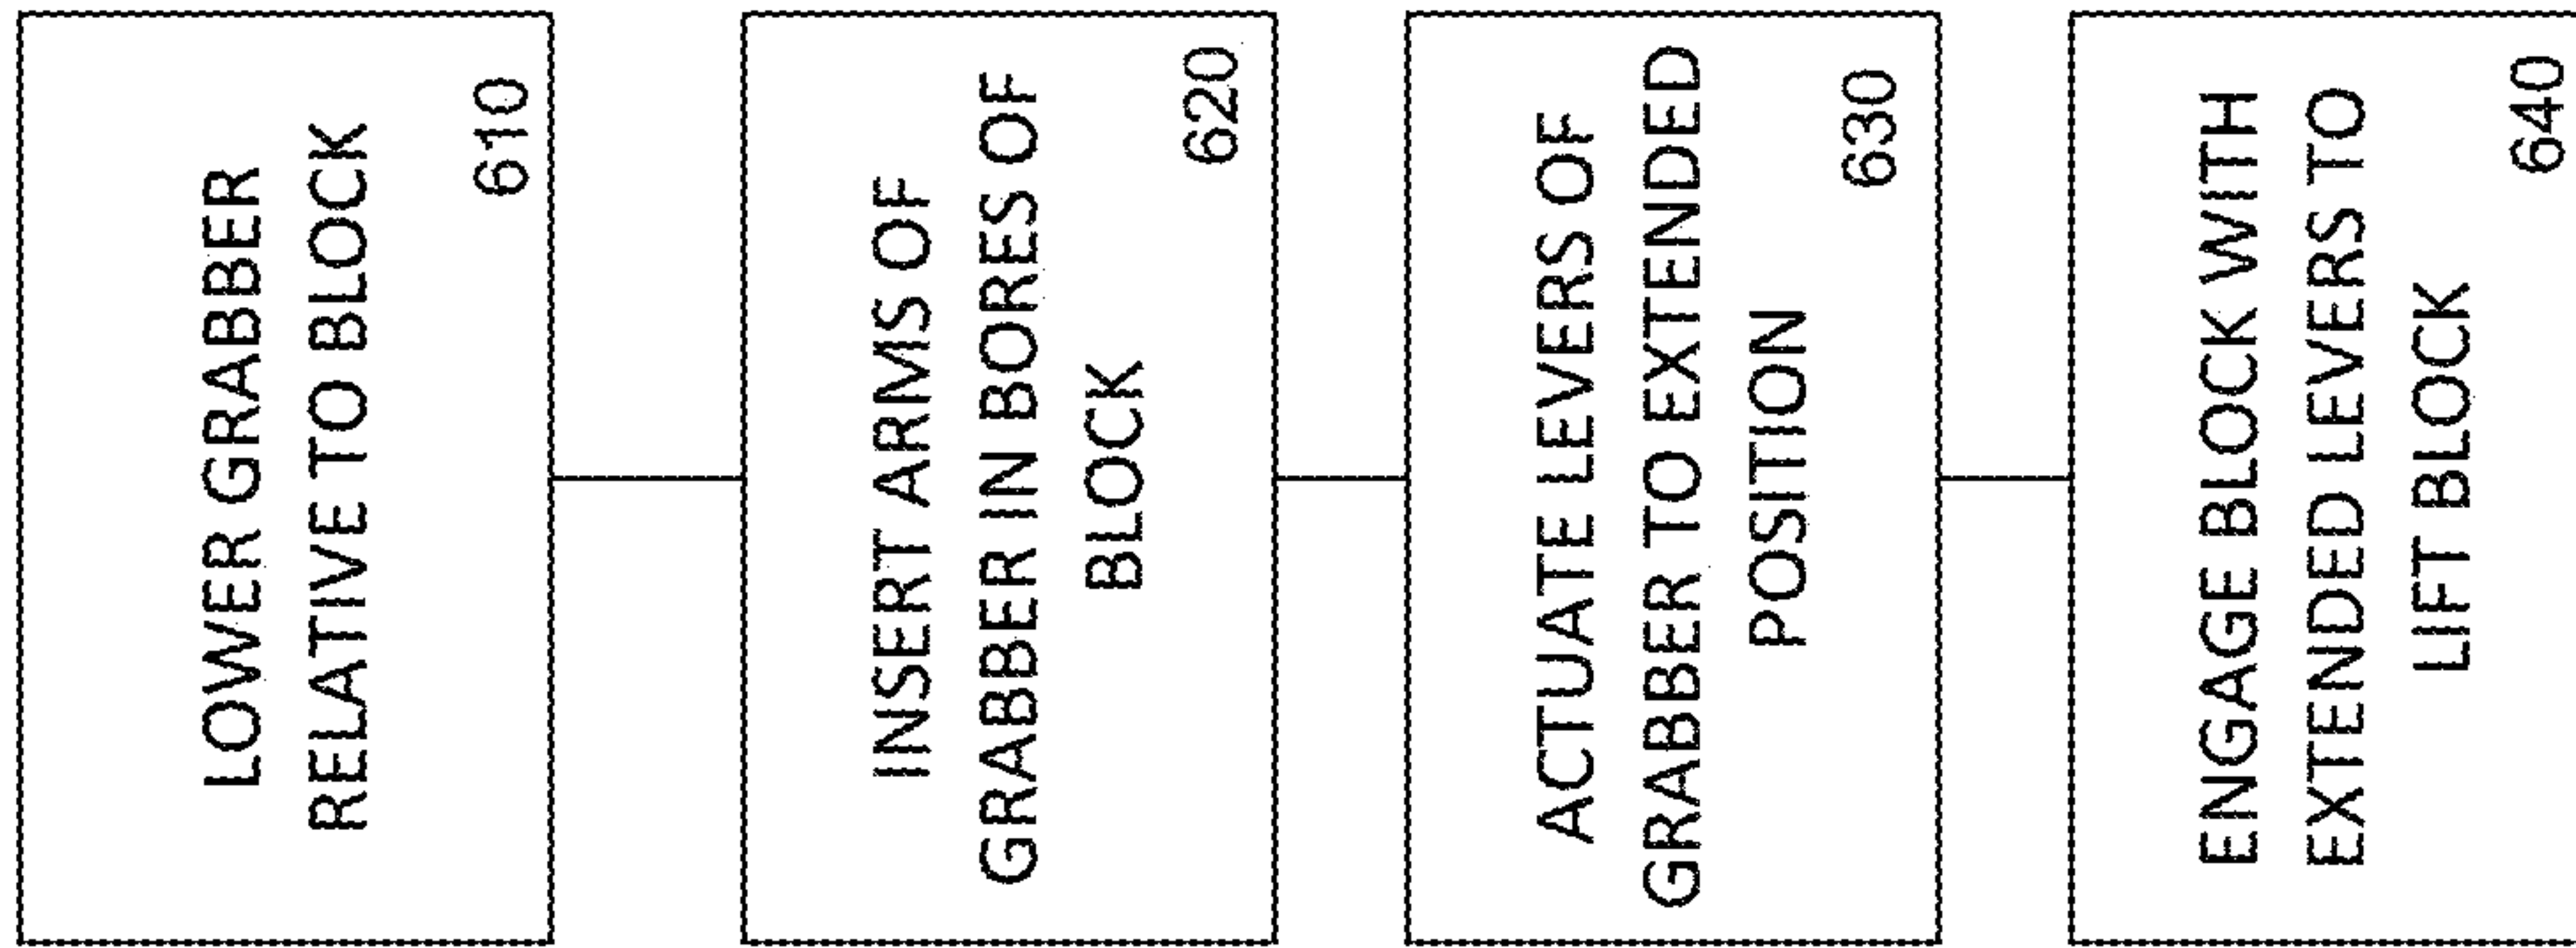 LOWER GRABBER
RELATIVE TO BLOCK
610
INSERT ARMS OF
GRABBER IN BORES OF
BLOCK
620
ACTUATE LEVERS OF
GRABBER TO EXTENDED
POSITION
630
ENGAGE BLOCK WITH
EXTENDED LEVERS TO
LIFT BLOCK
640